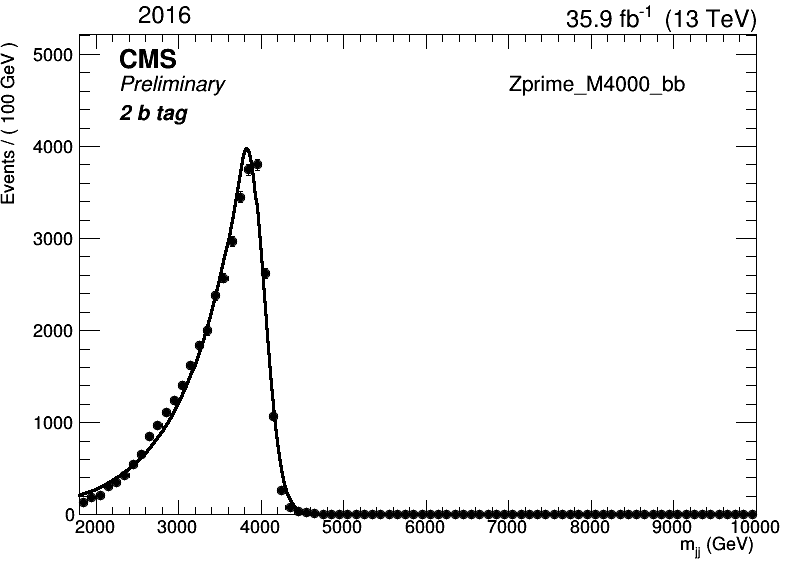 2016
35.9 fb⁻¹ (13 TeV)
CMS
Preliminary
2 b tag
Zprime_M4000_bb
Events / ( 100 GeV )
5000
4000
3000
2000
1000
0
2000 3000 4000 5000 6000 7000 8000 9000 10000
m_jj (GeV)